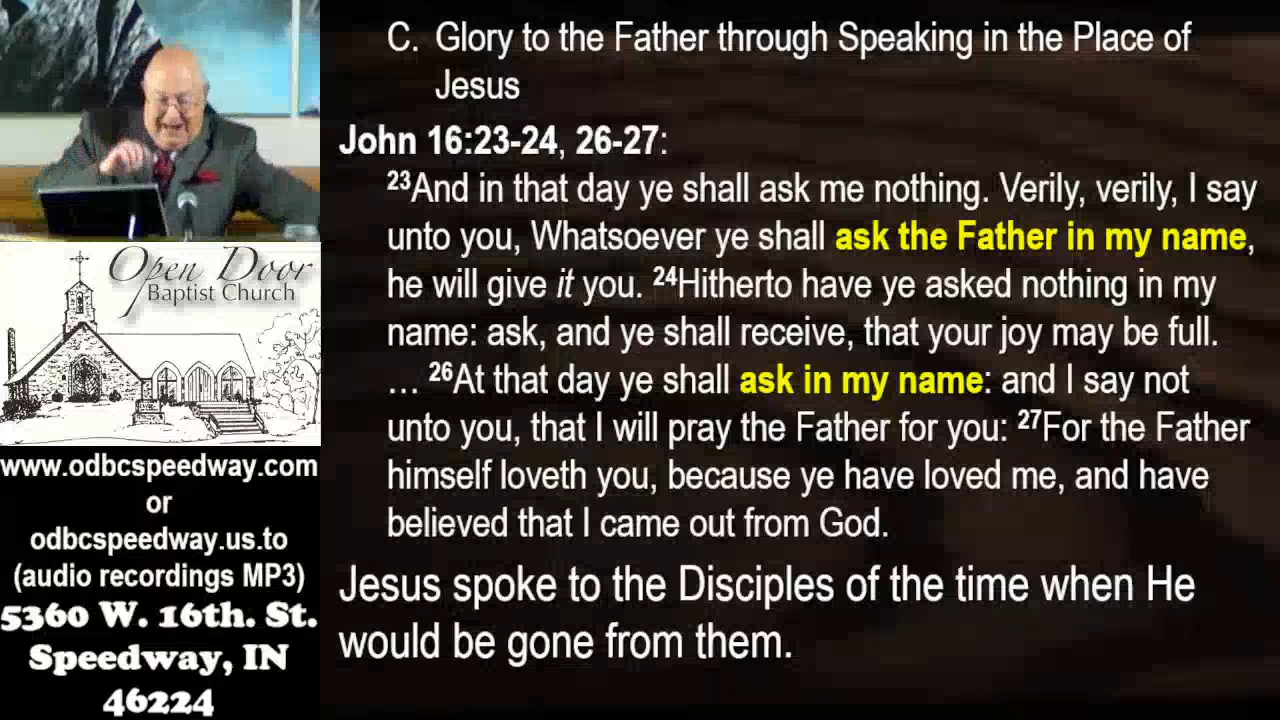 C. Glory to the Father through Speaking in the Place of
Jesus
John 16:23-24, 26-27:
23And in that day ye shall ask me nothing. Verily, verily, I say
unto you, Whatsoever ye shall ask the Father in my name,
he will give it you. 24Hitherto have ye asked nothing in my
name: ask, and ye shall receive, that your joy may be full.
… 26At that day ye shall ask in my name: and I say not
unto you, that I will pray the Father for you: 27For the Father
himself loveth you, because ye have loved me, and have
believed that I came out from God.
Jesus spoke to the Disciples of the time when He
would be gone from them.
Open Door
Baptist Church
www.odbcspeedway.com
or
odbcspeedway.us.to
(audio recordings MP3)
5360 W. 16th. St.
Speedway, IN
46224